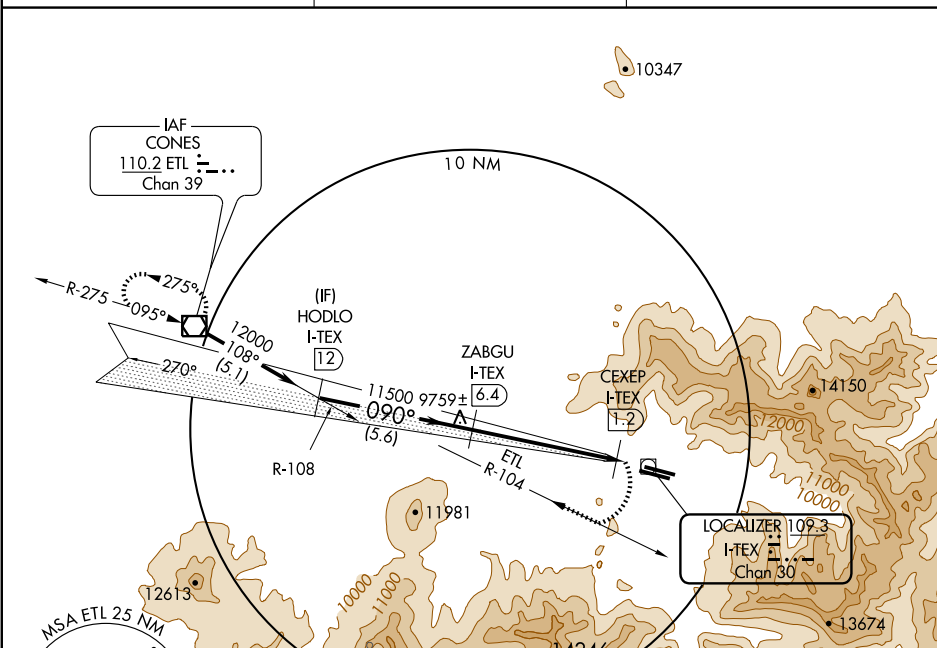 10347
IAF
CONES
110.2 ETL
Chan 39
10 NM
R-275
275°
095°
(IF)
HODLO
I-TEX
12
12000
108°
(5.1)
270°
ZABGU
I-TEX
6.4
11500 9759±
090°
(5.6)
CEXEP
I-TEX
1.2
14150
12000
R-108
ETL
R-104
11000
10000
11981
LOCALIZER 109.3
I-TEX
Chan 30
12613
10000
11000
13674
MSA ETL 25 NM